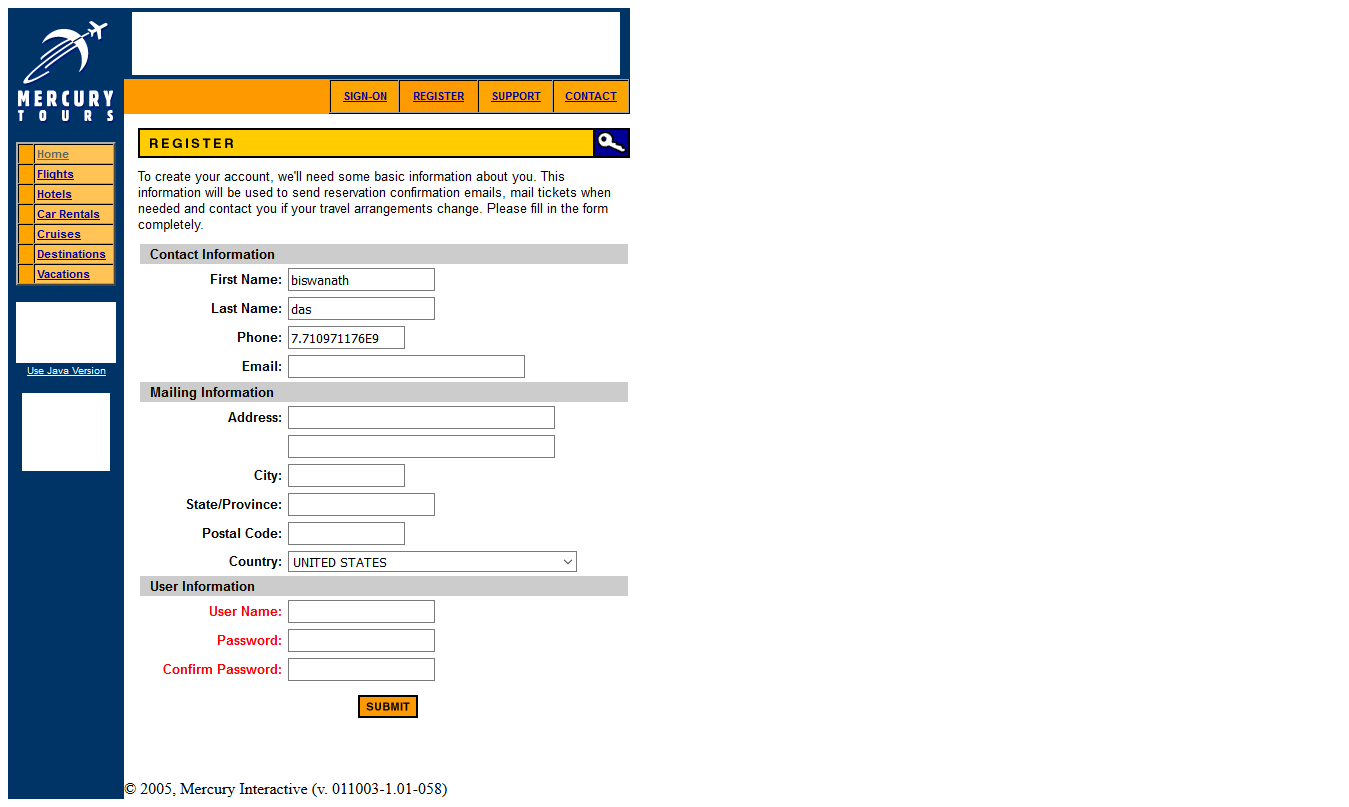 MERCURY
TOURS
SIGN-ON REGISTER SUPPORT CONTACT
Home
Flights
Hotels
Car Rentals
Cruises
Destinations
Vacations
Use Java Version
REGISTER
To create your account, we'll need some basic information about you. This
information will be used to send reservation confirmation emails, mail tickets when
needed and contact you if your travel arrangements change. Please fill in the form
completely.
Contact Information
First Name: biswanath
Last Name: das
Phone: 7.710971176E9
Email:
Mailing Information
Address:
City:
State/Province:
Postal Code:
Country: UNITED STATES
User Information
User Name:
Password:
Confirm Password:
SUBMIT
© 2005, Mercury Interactive (v. 011003-1.01-058)